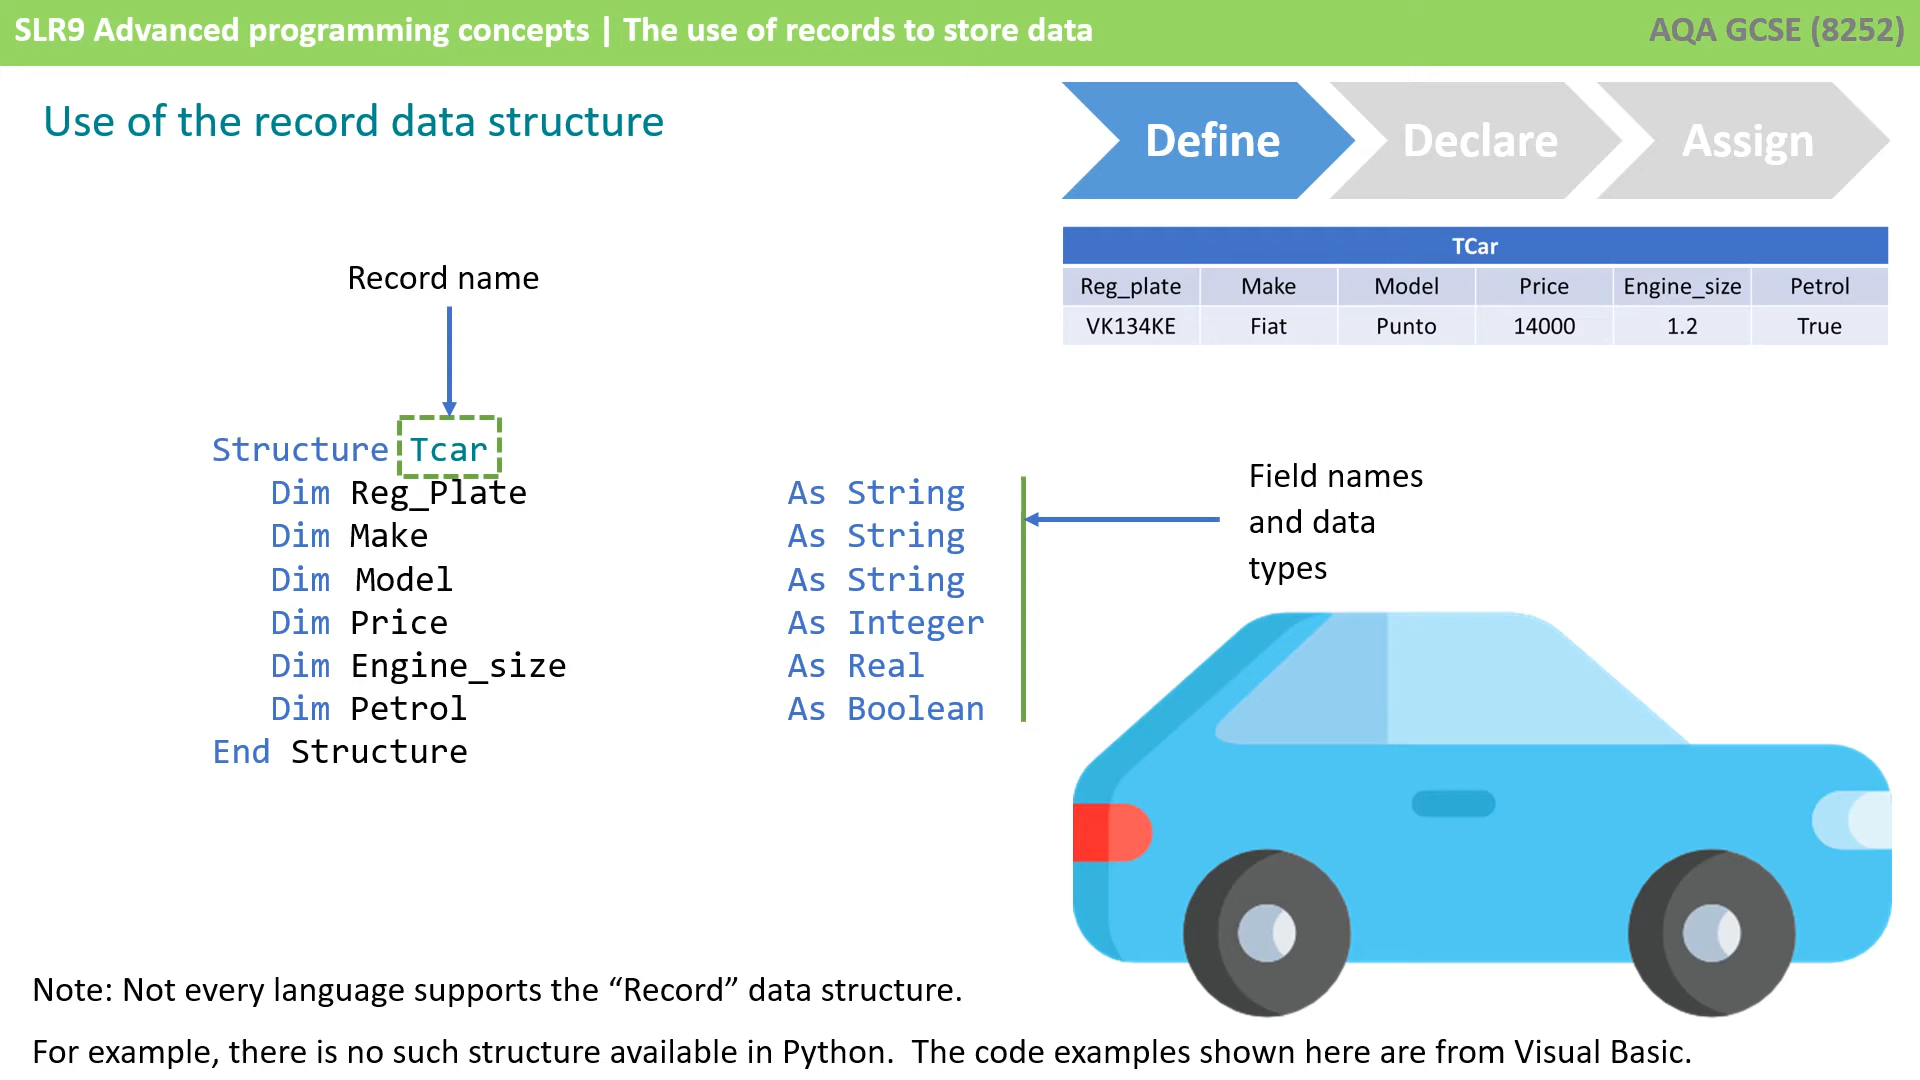 SLR9 Advanced programming concepts | The use of records to store data
AQA GCSE (8252)
Use of the record data structure
Define
Declare
Assign
TCar
Reg_plate Make Model Price Engine_size Petrol
VK134KE Fiat Punto 14000 1.2 True
Record name
Structure Tcar
Dim Reg_Plate As String
Dim Make As String
Dim Model As String
Dim Price As Integer
Dim Engine_size As Real
Dim Petrol As Boolean
End Structure
Field names
and data
types
Note: Not every language supports the “Record” data structure.
For example, there is no such structure available in Python. The code examples shown here are from Visual Basic.